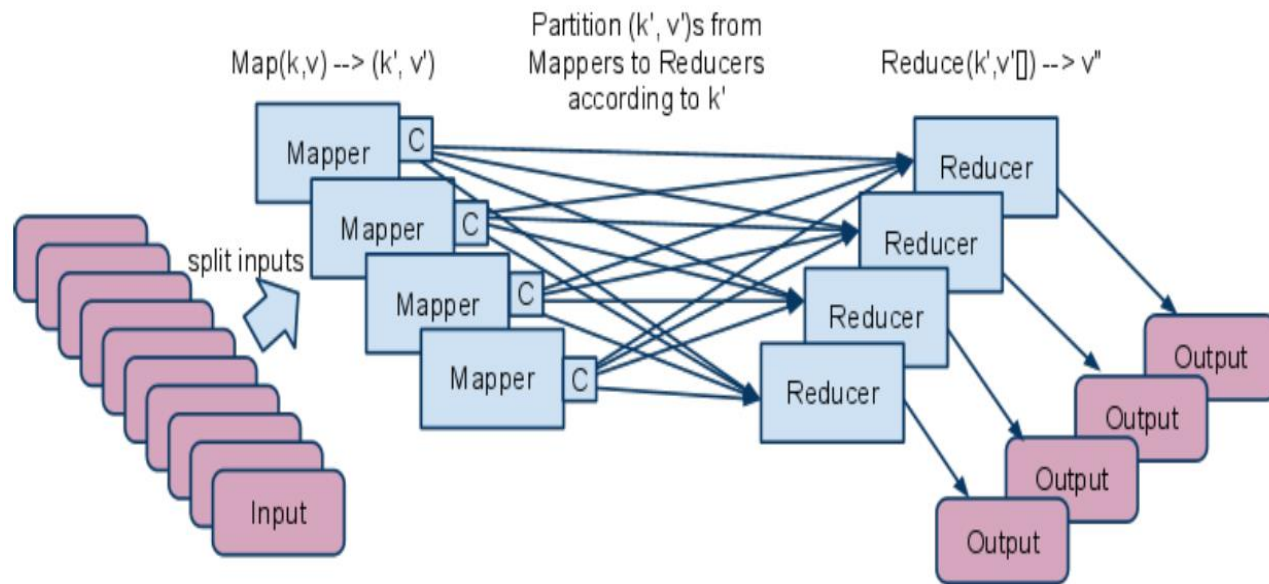 Partition (k', v')s from
Mappers to Reducers
according to k'
Map(k,v) --> (k', v')
Reduce(k',v'[]) --> v"
Mapper
C
Mapper
C
Mapper
C
Mapper
C
split inputs
Input
Reducer
Reducer
Reducer
Reducer
Output
Output
Output
Output